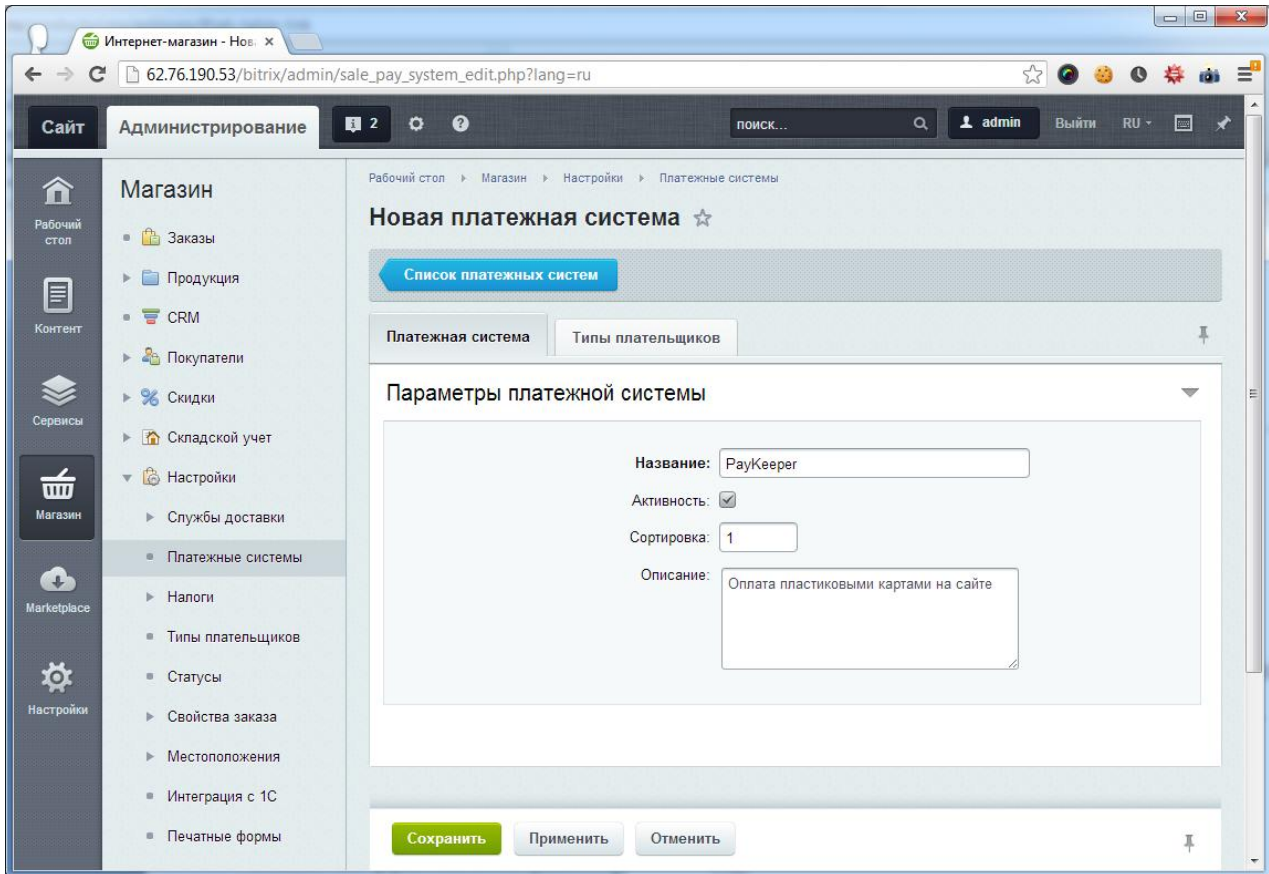 Интернет-магазин - Нов
62.76.190.53/bitrix/admin/sale_pay_system_edit.php?lang=ru
Сайт
Администрирование
2
поиск...
admin
Выйти
RU
Рабочий стол
Контент
Сервисы
Магазин
Marketplace
Настройки
Магазин
Заказы
Продукция
CRM
Покупатели
Скидки
Складской учет
Настройки
Службы доставки
Платежные системы
Налоги
Типы плательщиков
Статусы
Свойства заказа
Местоположения
Интеграция с 1С
Печатные формы
Рабочий стол Магазин Настройки Платежные системы
Новая платежная система
Список платежных систем
Платежная система
Типы плательщиков
Параметры платежной системы
Название: PayKeeper
Активность:
Сортировка: 1
Описание: Оплата пластиковыми картами на сайте
Сохранить
Применить
Отменить